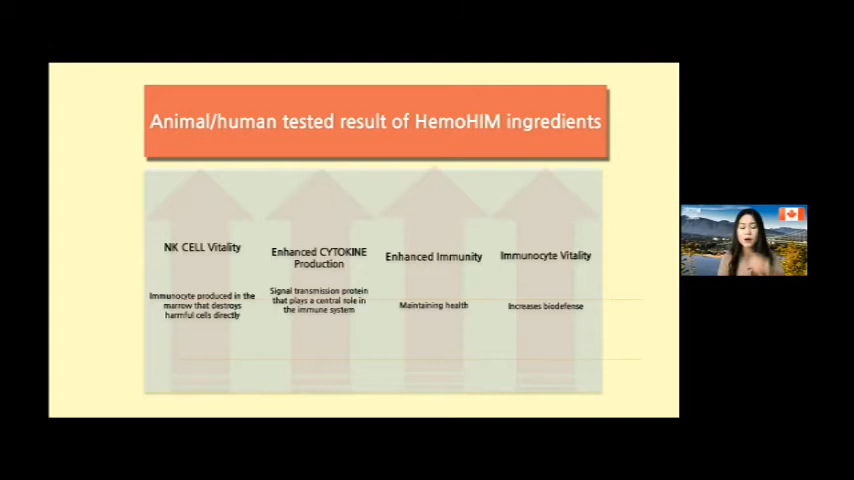 Animal/human tested result of HemoHIM ingredients
NK CELL Vitality
Immunocyte produced in the
marrow that destroys
harmful cells directly
Enhanced CYTOKINE
Production
Signal transmission protein
that plays a central role in
the immune system
Enhanced Immunity
Maintaining health
Immunocyte Vitality
Increases biodefense